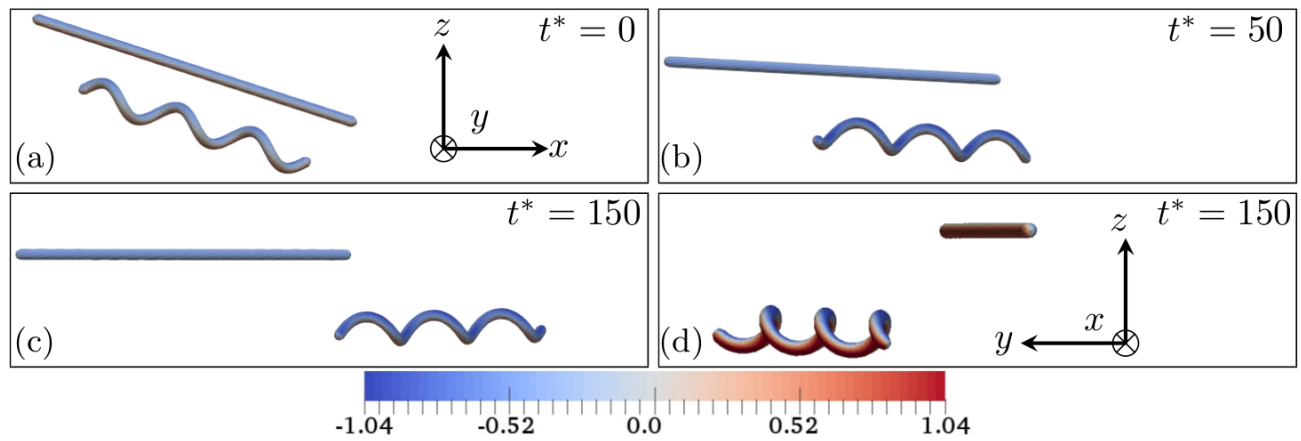 z
t* = 0
y
x
(a)
t* = 50
(b)
t* = 150
(c)
t* = 150
z
x
y
(d)
-1.04 -0.52 0.0 0.52 1.04